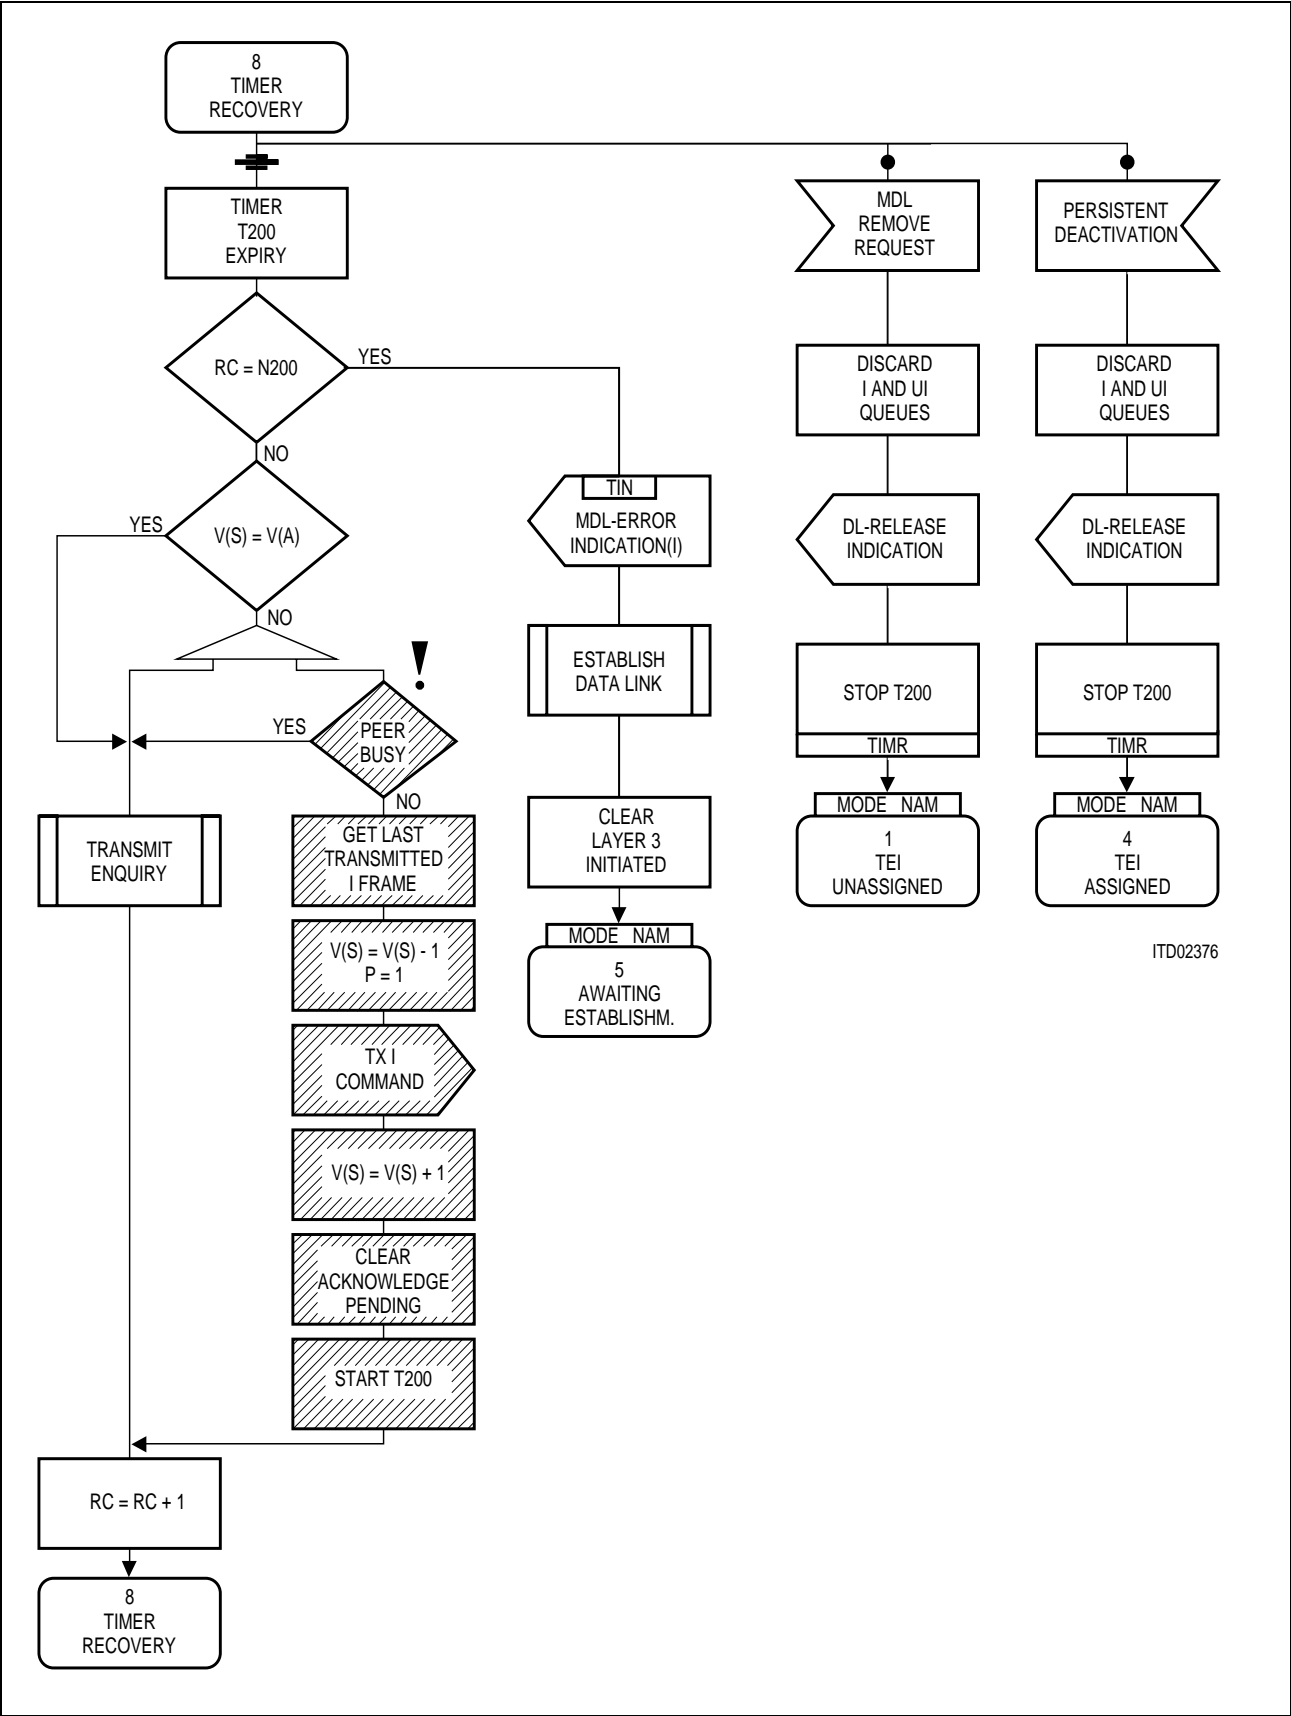 8
TIMER
RECOVERY
TIMER
T200
EXPIRY
RC = N200
YES
NO
V(S) = V(A)
YES
NO
!
PEER
BUSY
YES
NO
TRANSMIT
ENQUIRY
GET LAST
TRANSMITTED
I FRAME
V(S) = V(S) - 1
P = 1
TX I
COMMAND
V(S) = V(S) + 1
CLEAR
ACKNOWLEDGE
PENDING
START T200
RC = RC + 1
8
TIMER
RECOVERY
TIN
MDL-ERROR
INDICATION(I)
ESTABLISH
DATA LINK
CLEAR
LAYER 3
INITIATED
MODE NAM
5
AWAITING
ESTABLISHM.
MDL
REMOVE
REQUEST
DISCARD
I AND UI
QUEUES
DL-RELEASE
INDICATION
STOP T200
TIMR
MODE NAM
1
TEI
UNASSIGNED
PERSISTENT
DEACTIVATION
DISCARD
I AND UI
QUEUES
DL-RELEASE
INDICATION
STOP T200
TIMR
MODE NAM
4
TEI
ASSIGNED
ITD02376